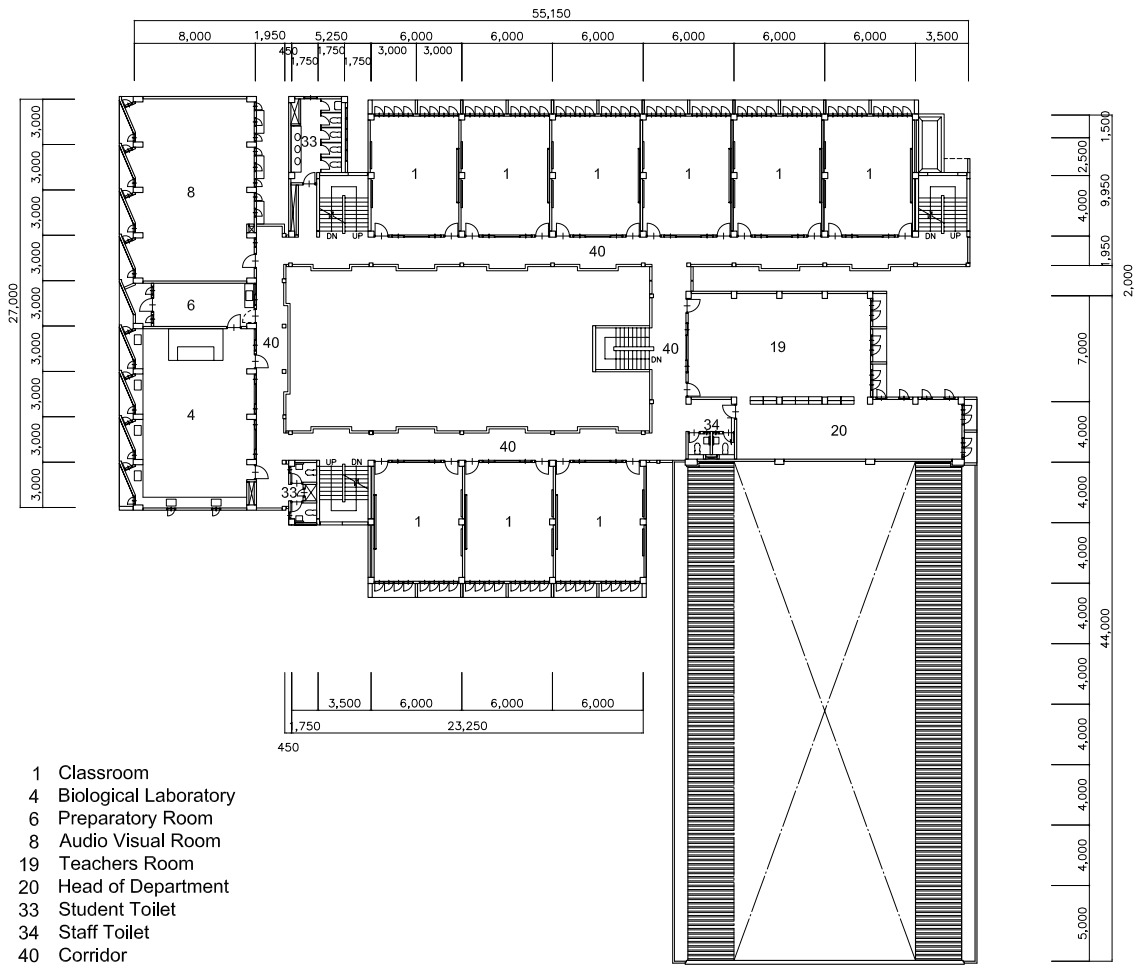 55,150
8,000 1,950 5,250 6,000 6,000 6,000 6,000 6,000 6,000 3,500
450 1,750 3,000 3,000
1,750 1,750
27,000
3,000
3,000
3,000
3,000
3,000
3,000
3,000
3,000
3,000
1,500
2,500
9,950
4,000
1,950
2,000
7,000
4,000
4,000
4,000
4,000
4,000
4,000
4,000
4,000
5,000
44,000
33
8
1 1 1 1 1 1
DN UP
DN UP
40
6
40
40
DN
19
4
34
20
40
UP DN
33
1 1 1
3,500 6,000 6,000 6,000
1,750 23,250
450
1 Classroom
4 Biological Laboratory
6 Preparatory Room
8 Audio Visual Room
19 Teachers Room
20 Head of Department
33 Student Toilet
34 Staff Toilet
40 Corridor